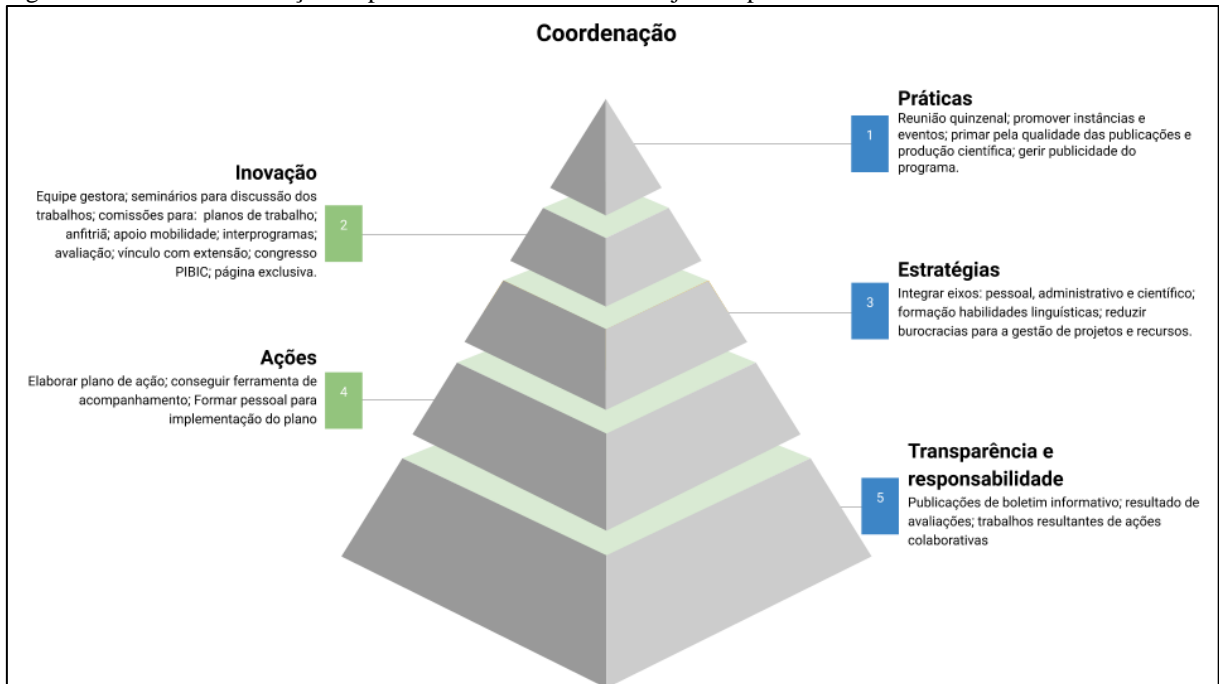 Coordenação
Práticas
1
Reunião quinzenal; promover instâncias e
eventos; primar pela qualidade das publicações e
produção científica; gerir publicidade do
programa.
Inovação
2
Equipe gestora; seminários para discussão dos
trabalhos; comissões para: planos de trabalho;
anfitriã; apoio mobilidade; interprogramas;
avaliação; vínculo com extensão; congresso
PIBIC; página exclusiva.
Estratégias
3
Integrar eixos: pessoal, administrativo e científico;
formação habilidades linguísticas; reduzir
burocracias para a gestão de projetos e recursos.
Ações
4
Elaborar plano de ação; conseguir ferramenta de
acompanhamento; Formar pessoal para
implementação do plano
Transparência e
responsabilidade
5
Publicações de boletim informativo; resultado de
avaliações; trabalhos resultantes de ações
colaborativas